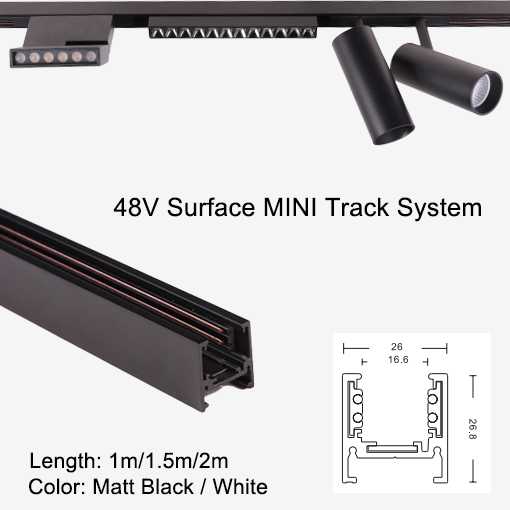 48V Surface MINI Track System
26
16.6
26.8
Length: 1m/1.5m/2m
Color: Matt Black / White